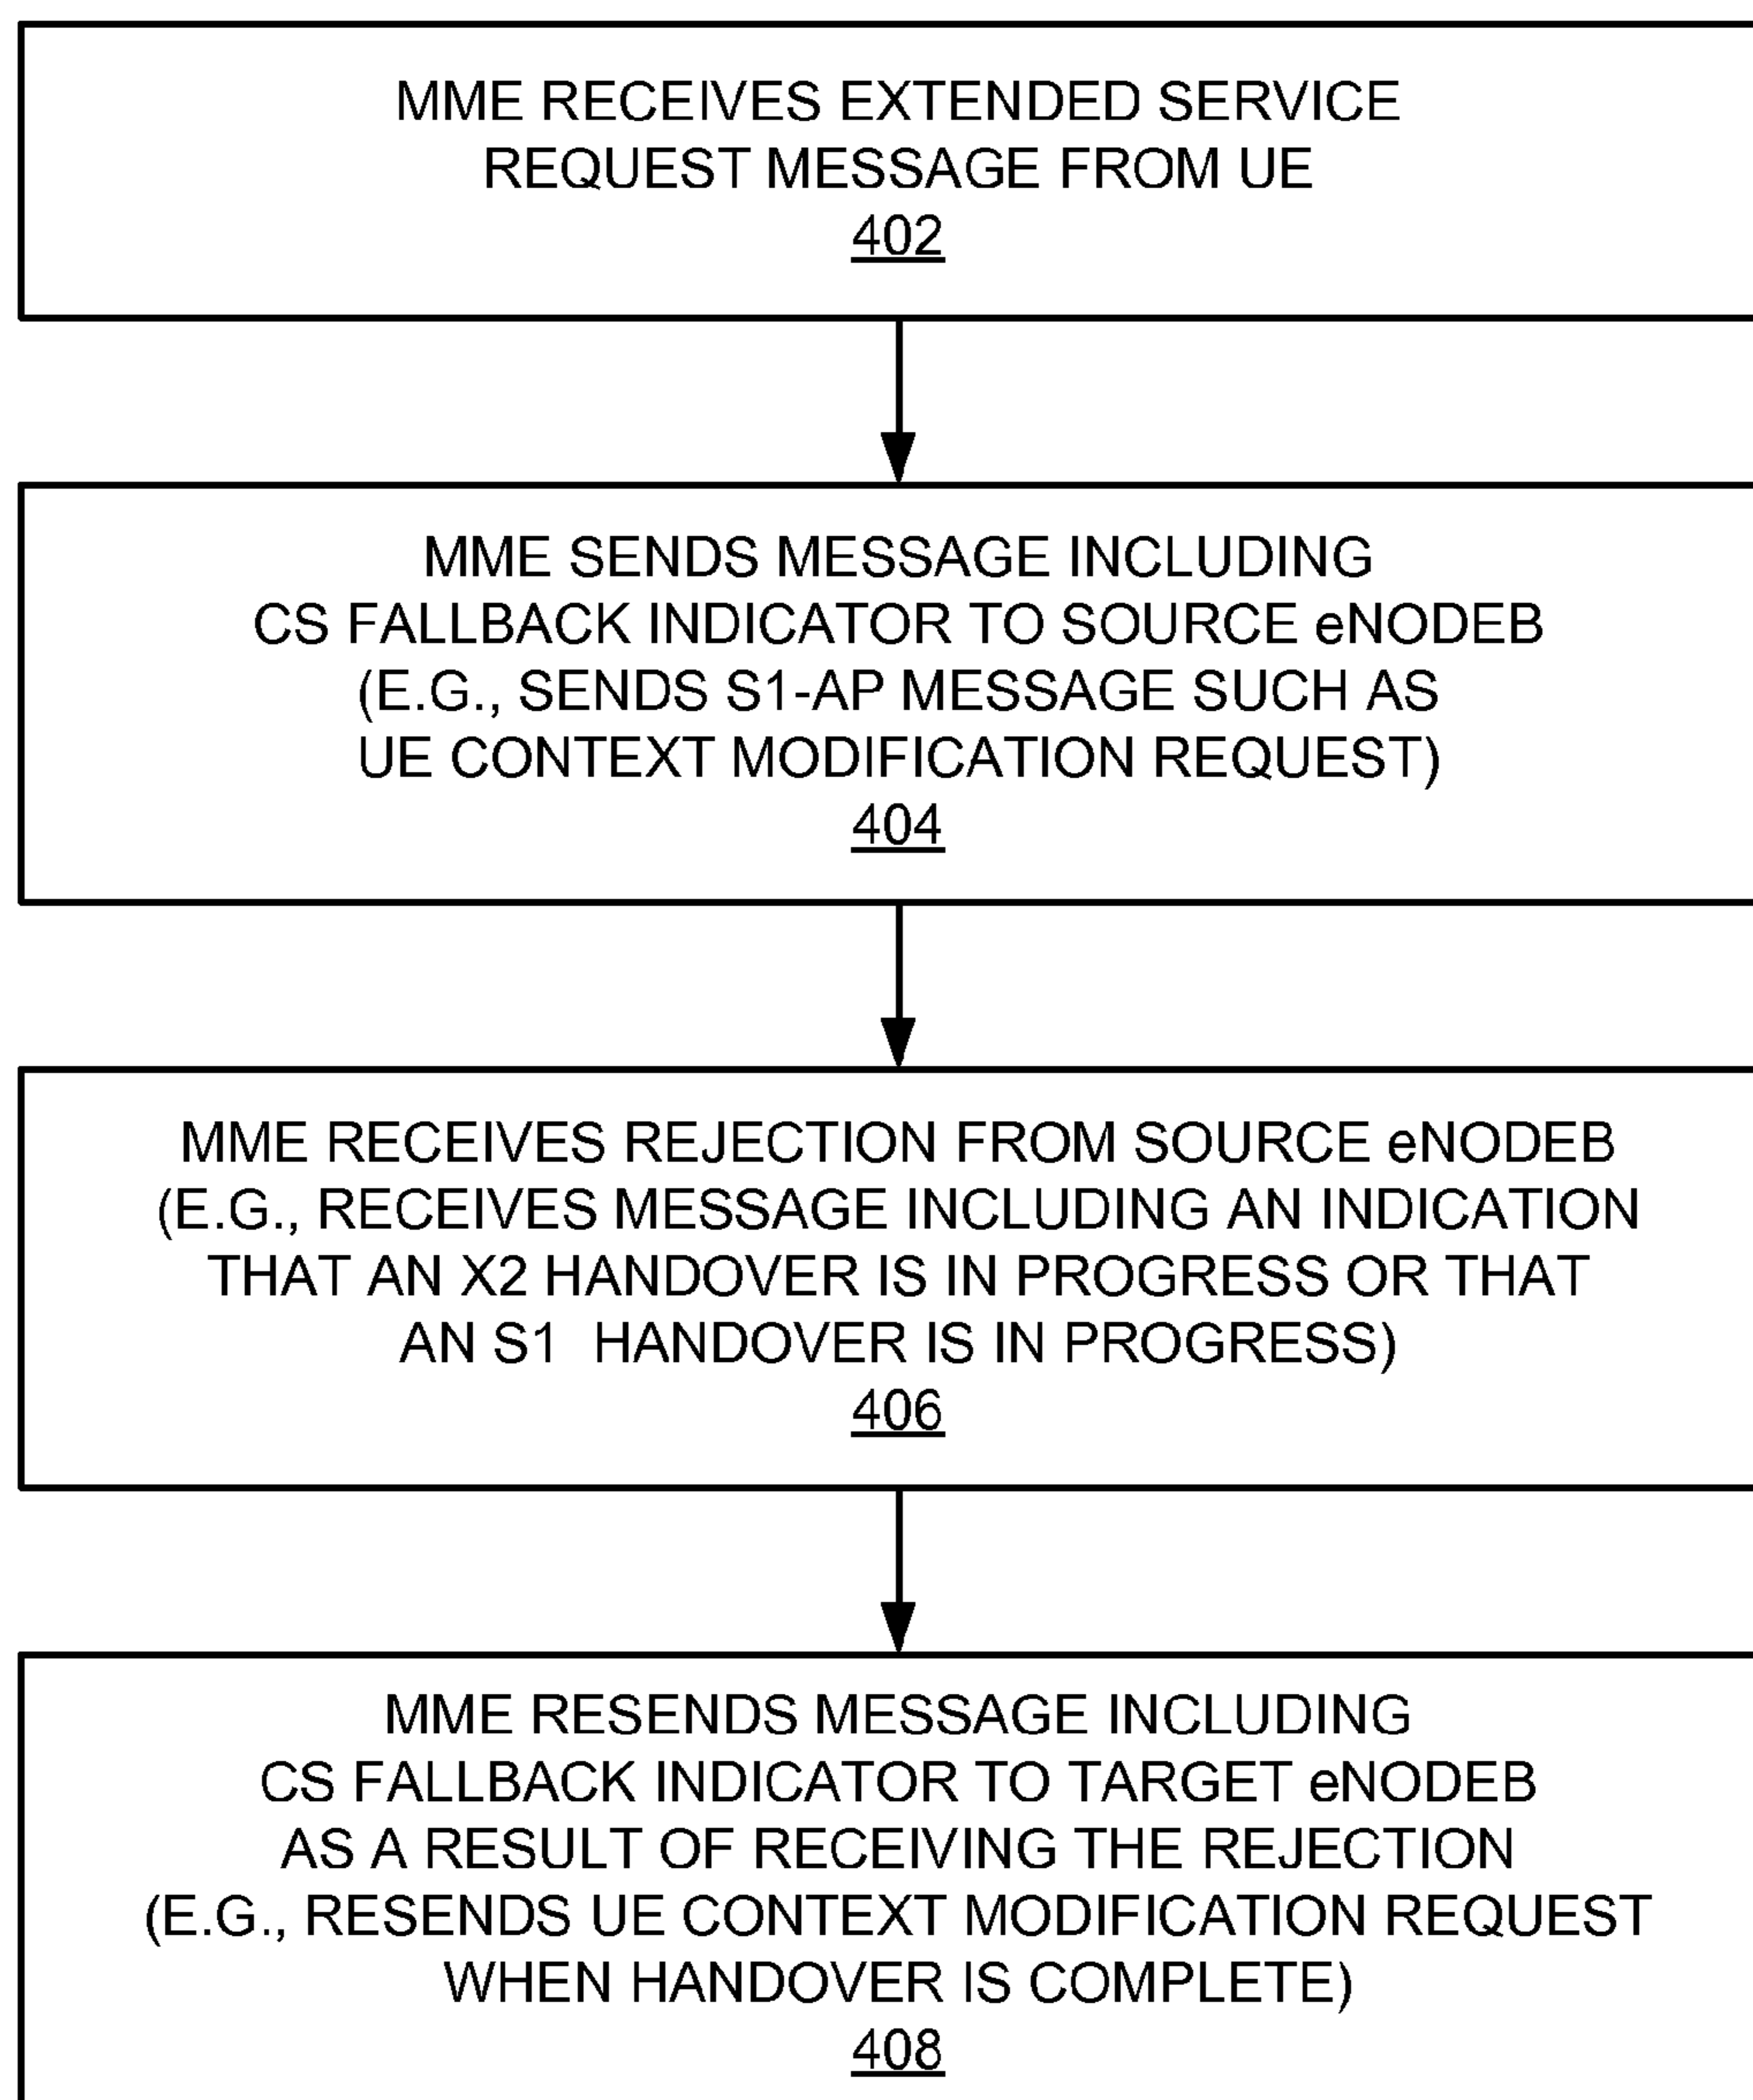 MME RECEIVES EXTENDED SERVICE
REQUEST MESSAGE FROM UE
402
MME SENDS MESSAGE INCLUDING
CS FALLBACK INDICATOR TO SOURCE eNODEB
(E.G., SENDS S1-AP MESSAGE SUCH AS
UE CONTEXT MODIFICATION REQUEST)
404
MME RECEIVES REJECTION FROM SOURCE eNODEB
(E.G., RECEIVES MESSAGE INCLUDING AN INDICATION
THAT AN X2 HANDOVER IS IN PROGRESS OR THAT
AN S1 HANDOVER IS IN PROGRESS)
406
MME RESENDS MESSAGE INCLUDING
CS FALLBACK INDICATOR TO TARGET eNODEB
AS A RESULT OF RECEIVING THE REJECTION
(E.G., RESENDS UE CONTEXT MODIFICATION REQUEST
WHEN HANDOVER IS COMPLETE)
408